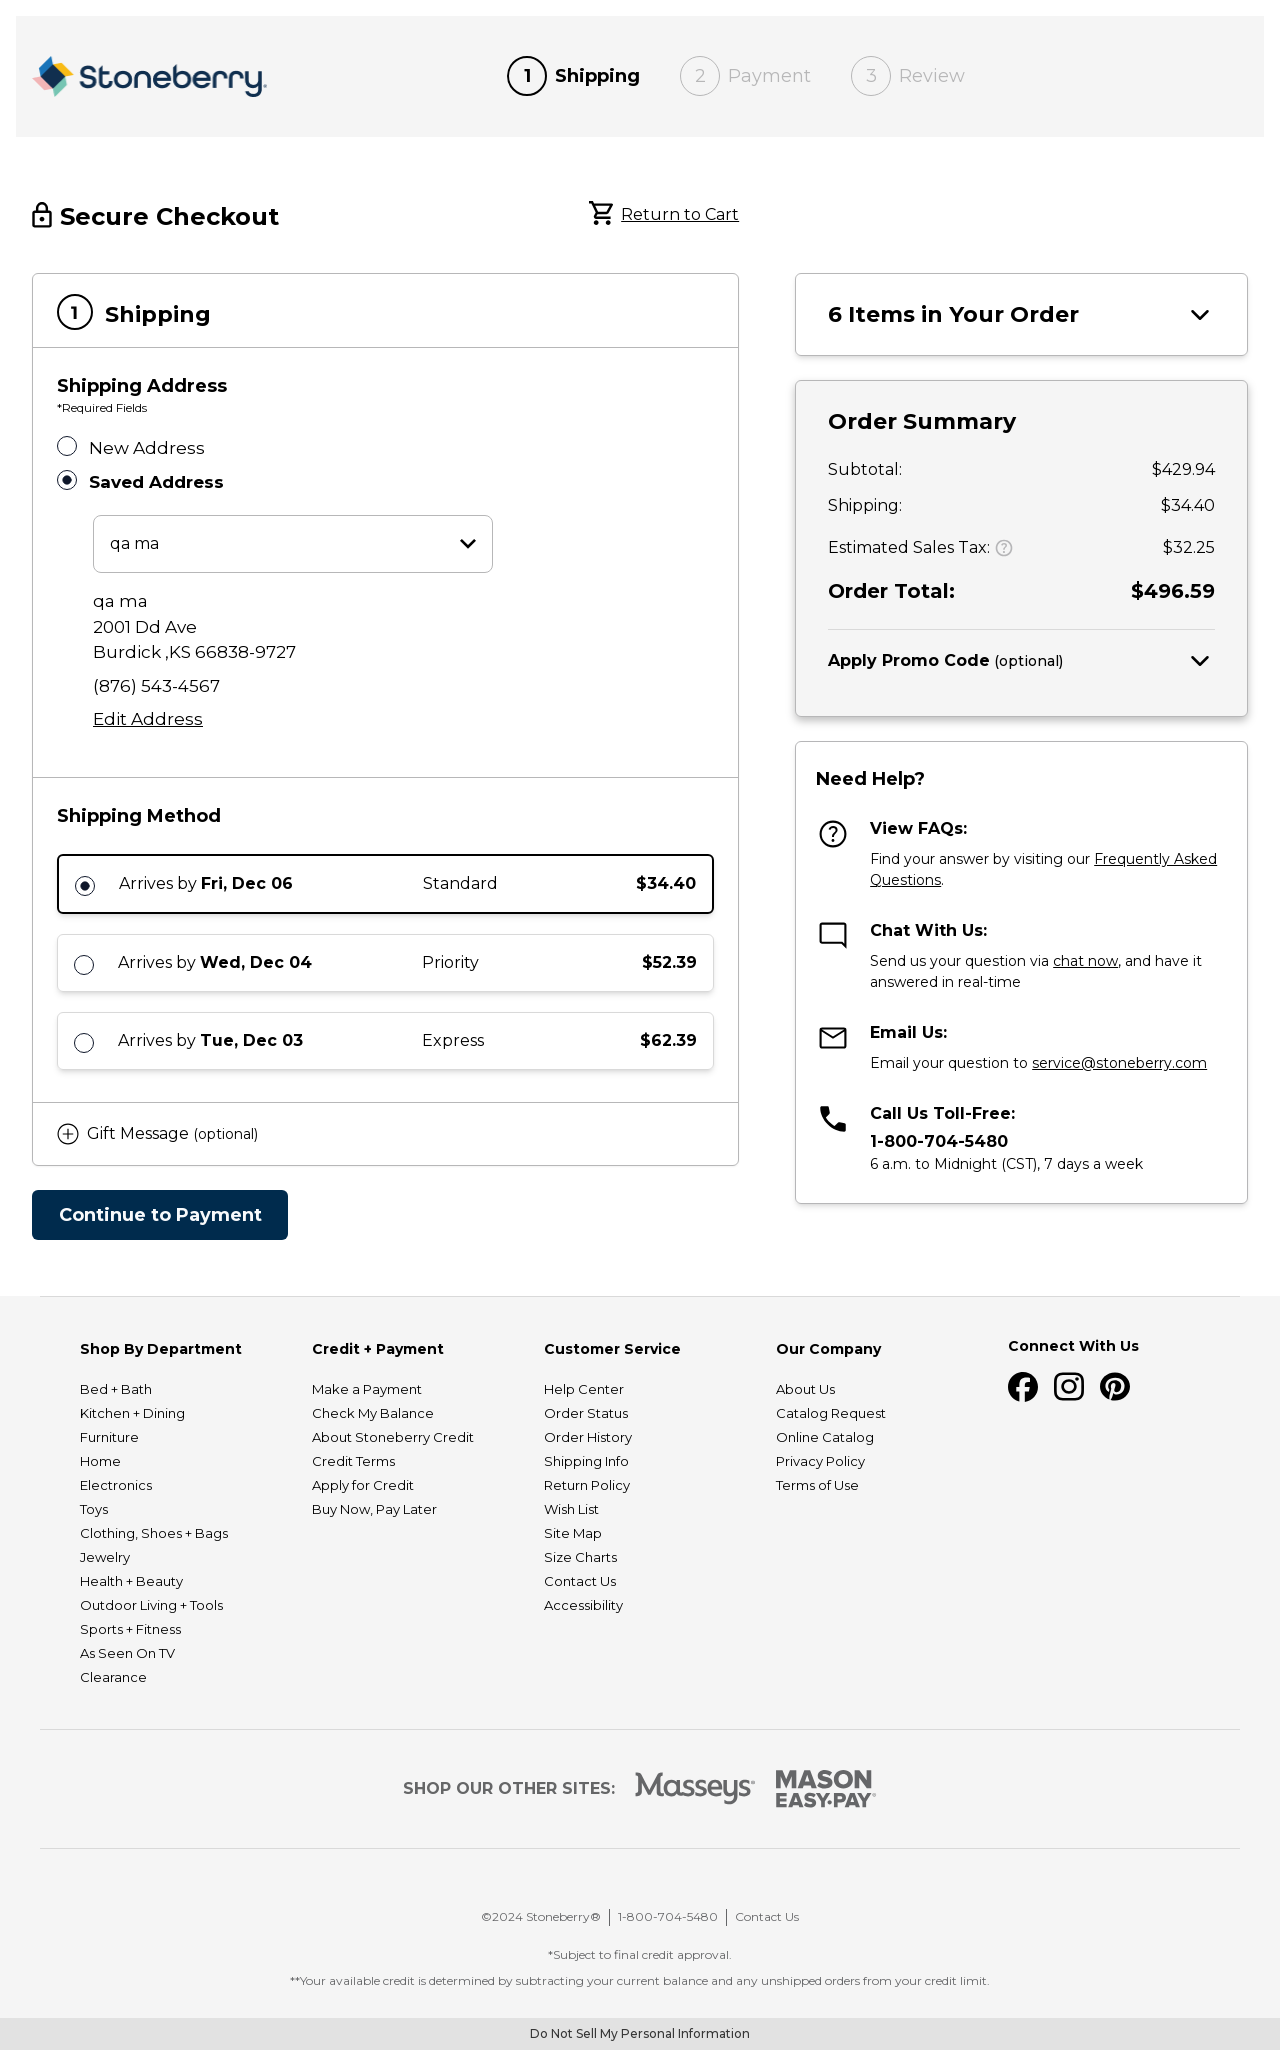 Stoneberry
1 Shipping
2 Payment
3 Review
Secure Checkout
Return to Cart
1 Shipping
Shipping Address
*Required Fields
New Address
Saved Address
qa ma
qa ma
2001 Dd Ave
Burdick ,KS 66838-9727
(876) 543-4567
Edit Address
Shipping Method
Arrives by Fri, Dec 06 Standard $34.40
Arrives by Wed, Dec 04 Priority $52.39
Arrives by Tue, Dec 03 Express $62.39
Gift Message (optional)
Continue to Payment
6 Items in Your Order
Order Summary
Subtotal: $429.94
Shipping: $34.40
Estimated Sales Tax: ? $32.25
Order Total: $496.59
Apply Promo Code (optional)
Need Help?
View FAQs:
Find your answer by visiting our Frequently Asked
Questions.
Chat With Us:
Send us your question via chat now, and have it
answered in real-time
Email Us:
Email your question to service@stoneberry.com
Call Us Toll-Free:
1-800-704-5480
6 a.m. to Midnight (CST), 7 days a week
Shop By Department
Bed + Bath
Kitchen + Dining
Furniture
Home
Electronics
Toys
Clothing, Shoes + Bags
Jewelry
Health + Beauty
Outdoor Living + Tools
Sports + Fitness
As Seen On TV
Clearance
Credit + Payment
Make a Payment
Check My Balance
About Stoneberry Credit
Credit Terms
Apply for Credit
Buy Now, Pay Later
Customer Service
Help Center
Order Status
Order History
Shipping Info
Return Policy
Wish List
Site Map
Size Charts
Contact Us
Accessibility
Our Company
About Us
Catalog Request
Online Catalog
Privacy Policy
Terms of Use
Connect With Us
SHOP OUR OTHER SITES:
Masseys®
MASON
EASY•PAY®
©2024 Stoneberry® | 1-800-704-5480 | Contact Us
*Subject to final credit approval.
**Your available credit is determined by subtracting your current balance and any unshipped orders from your credit limit.
Do Not Sell My Personal Information